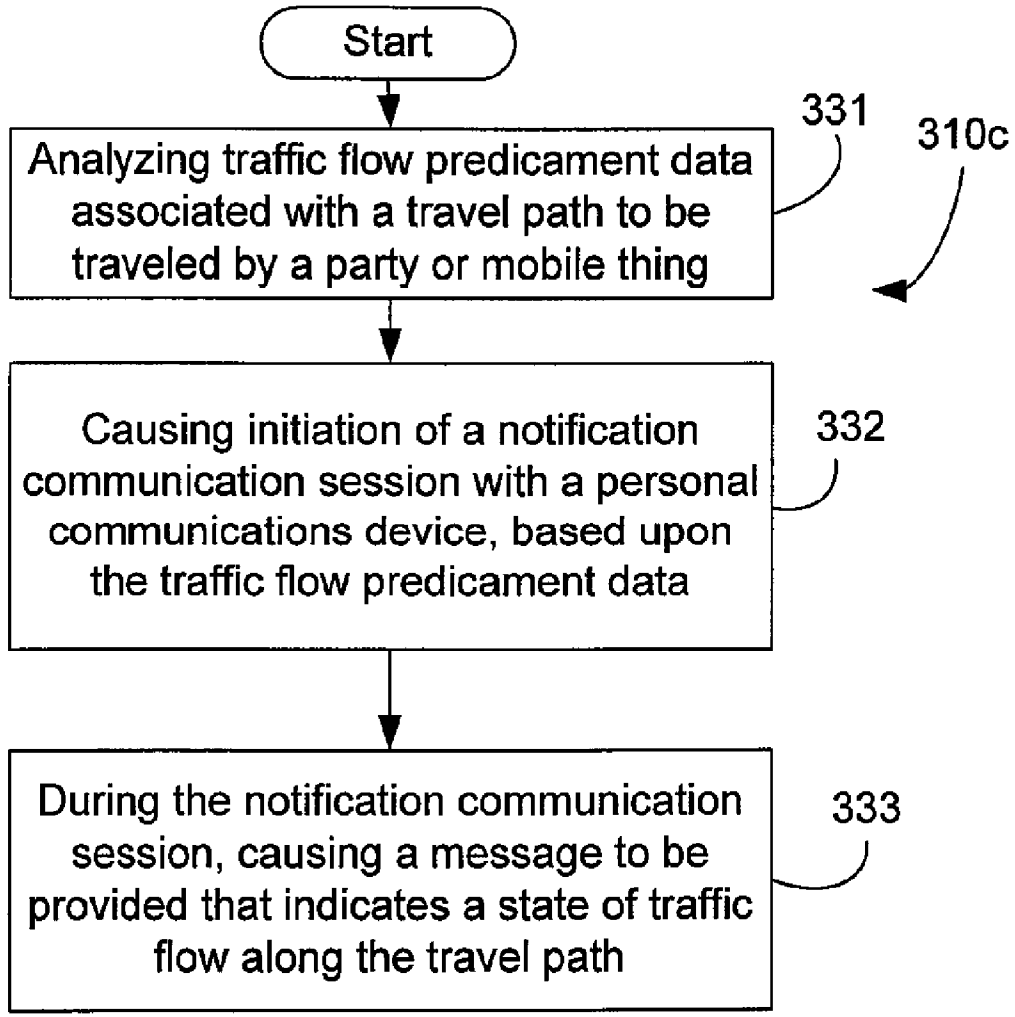 Start
331
310c
Analyzing traffic flow predicament data
associated with a travel path to be
traveled by a party or mobile thing
332
Causing initiation of a notification
communication session with a personal
communications device, based upon
the traffic flow predicament data
333
During the notification communication
session, causing a message to be
provided that indicates a state of traffic
flow along the travel path